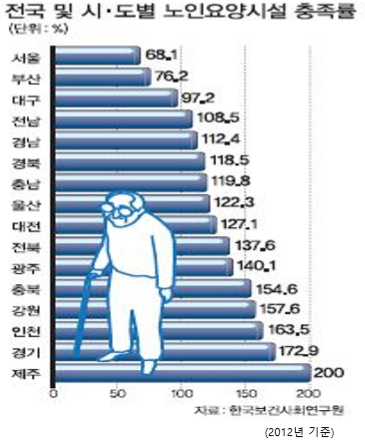 전국 및 시·도별 노인요양시설 충족률
(단위 : %)
서울 68.1
부산 76.2
대구 97.2
전남 108.5
경남 112.4
경북 118.5
충남 119.8
울산 122.3
대전 127.1
전북 137.6
광주 140.1
충북 154.6
강원 157.6
인천 163.5
경기 172.9
제주 200
0 50 100 150 200
자료 : 한국보건사회연구원
(2012년 기준)